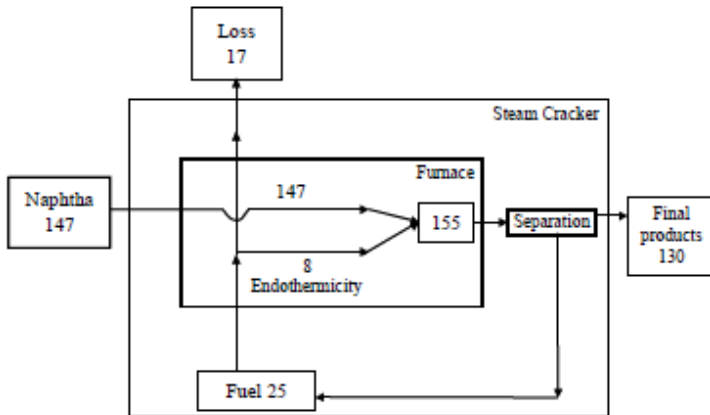 Loss
17
Steam Cracker
Furnace
Naphtha
147
147
155
Separation
Final
products
130
8
Endothermicity
Fuel 25